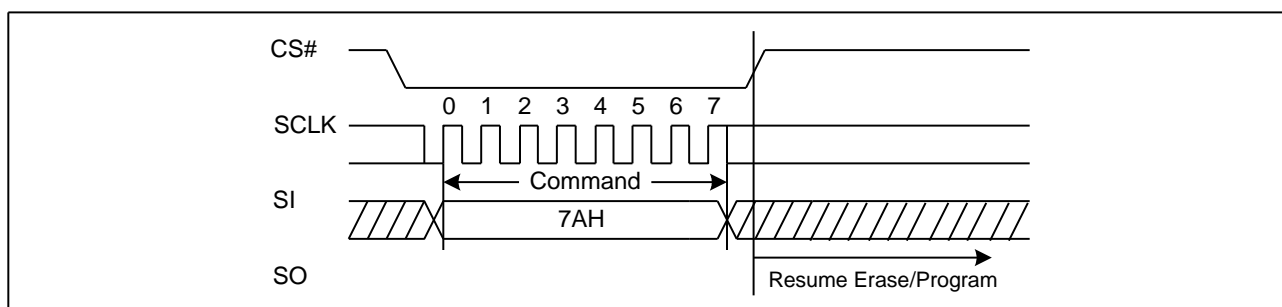 CS#
0 1 2 3 4 5 6 7
SCLK
Command
SI
7AH
SO
Resume Erase/Program